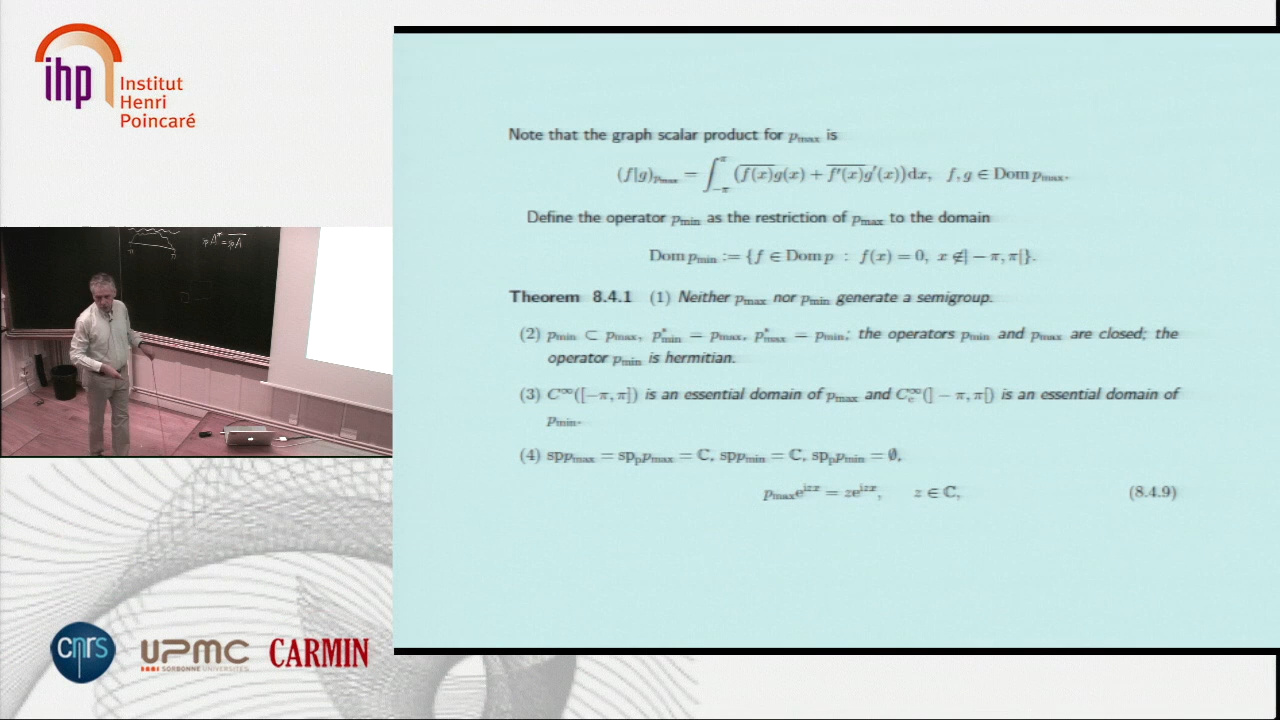 ihp
Institut
Henri
Poincaré
Note that the graph scalar product for p_max is
(f|g)_{p_max} = ∫_{-π}^{π} (\overline{f(x)}g(x) + \overline{f′(x)}g′(x))dx, f, g ∈ Dom p_max.
Define the operator p_min as the restriction of p_max to the domain
Dom p_min := {f ∈ Dom p : f(x) = 0, x ∉] − π, π[}.
Theorem 8.4.1 (1) Neither p_max nor p_min generate a semigroup.
(2) p_min ⊂ p_max, p*_min = p_max, p*_max = p_min; the operators p_min and p_max are closed; the
operator p_min is hermitian.
(3) C^∞([−π, π]) is an essential domain of p_max and C_c^∞(] − π, π[) is an essential domain of
p_min.
(4) sp p_max = sp_p p_max = ℂ, sp p_min = ℂ, sp_p p_min = ∅,
p_max e^{izx} = z e^{izx}, z ∈ ℂ, (8.4.9)
cnrs
UPMC
SORBONNE UNIVERSITÉS
CARMIN